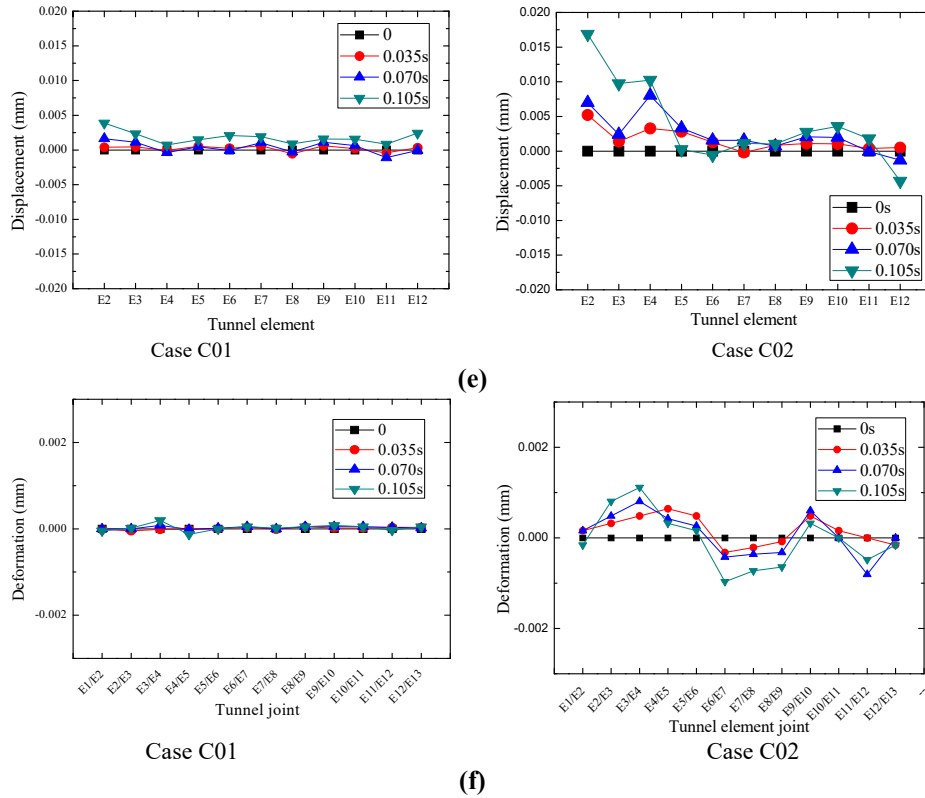 0.020
0.015
0.010
0.005
0.000
0.005
-0.010
-0.015
-0.020
Displacement (mm)
0
0.035s
0.070s
0.105s
E2 E3 E4 E5 E6 E7 E8 E9 E10 E11 E12
Tunnel element
Case C01
0.020
0.015
0.010
0.005
0.000
0.005
-0.010
-0.015
-0.020
Displacement (mm)
0s
0.035s
0.070s
0.105s
E2 E3 E4 E5 E6 E7 E8 E9 E10 E11 E12
Tunnel element
Case C02
(e)
0.002
0.000
-0.002
Deformation (mm)
0
0.035s
0.070s
0.105s
E1/E2 E2/E3 E3/E4 E4/E5 E5/E6 E6/E7 E7/E8 E8/E9 E9/E10 E10/E11 E11/E12 E12/E13
Tunnel joint
Case C01
0.002
0.000
-0.002
Deformation (mm)
0s
0.035s
0.070s
0.105s
E1/E2 E2/E3 E3/E4 E4/E5 E5/E6 E6/E7 E7/E8 E8/E9 E9/E10 E10/E11 E11/E12 E12/E13 --
Tunnel element joint
Case C02
(f)